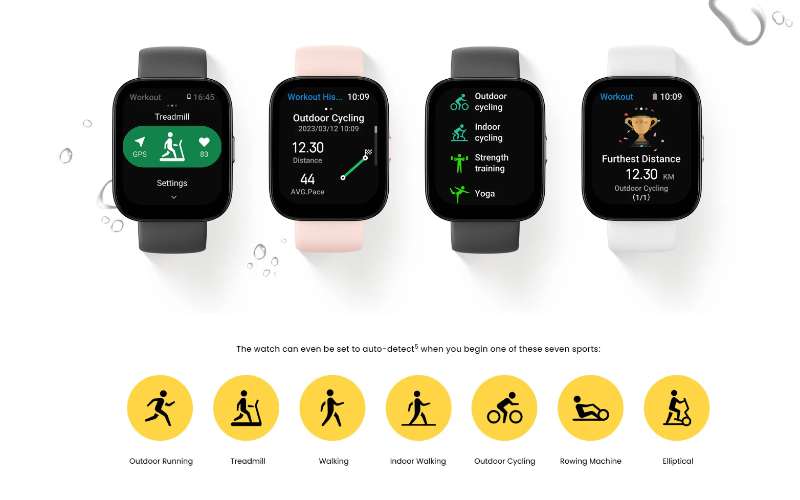 Workout 16:45
Treadmill
GPS
83
Settings
Workout His... 10:09
Outdoor Cycling
2023/03/12 10:09
12.30
Distance
44
AVG.Pace
Outdoor
cycling
Indoor
cycling
Strength
training
Yoga
Workout 10:09
Furthest Distance
12.30 KM
Outdoor Cycling
(1/1)
The watch can even be set to auto-detect⁵ when you begin one of these seven sports:
Outdoor Running
Treadmill
Walking
Indoor Walking
Outdoor Cycling
Rowing Machine
Elliptical